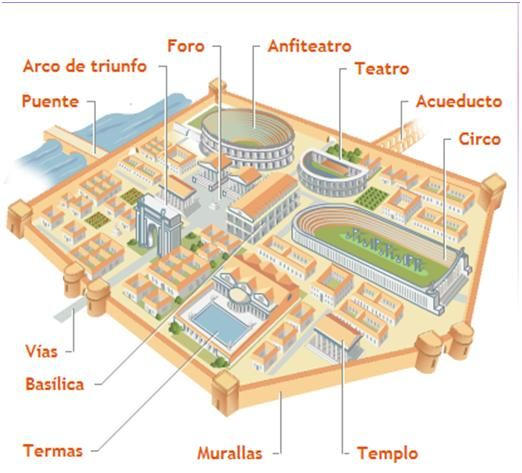 Foro
Anfiteatro
Arco de triunfo
Teatro
Puente
Acueducto
Circo
Vías
Basílica
Termas
Murallas
Templo